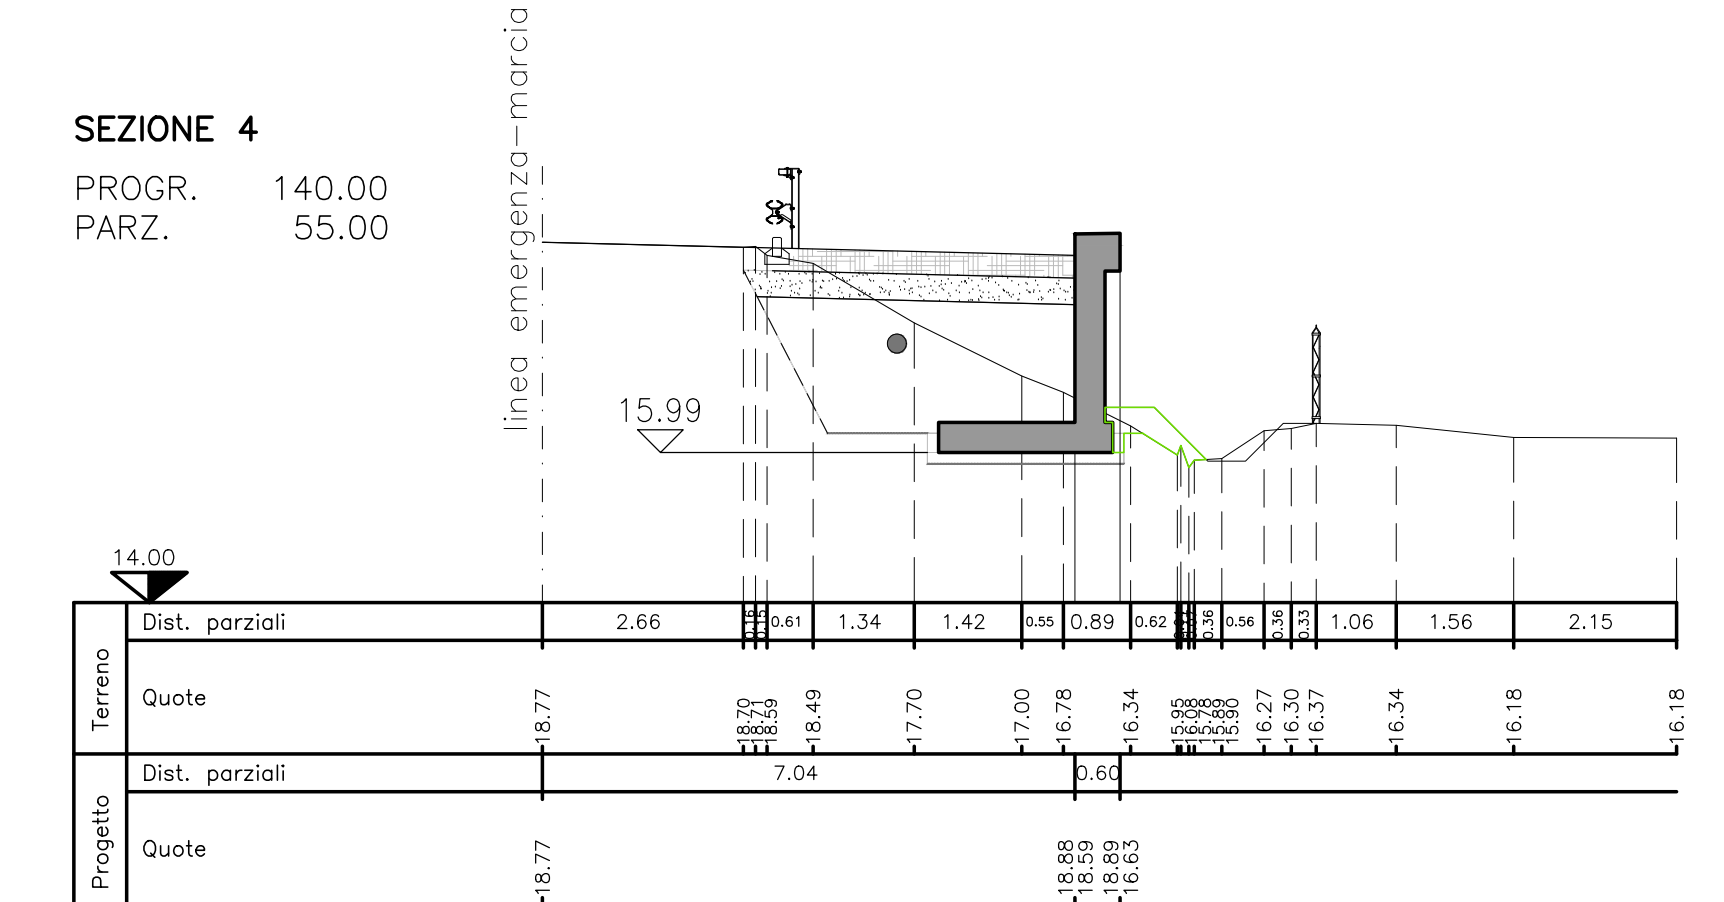 linea emergenza-marcia
SEZIONE 4
PROGR. 140.00
PARZ. 55.00
15.99
14.00
Terreno
Dist. parziali 2.66 0.16 0.15 0.61 1.34 1.42 0.55 0.89 0.62 0.36 0.56 0.36 0.33 1.06 1.56 2.15
Quote 18.77 18.70 18.71 18.59 18.49 17.70 17.00 16.78 16.34 15.95 16.08 15.78 15.89 15.90 16.27 16.30 16.37 16.34 16.18 16.18
Progetto
Dist. parziali 7.04 0.60
Quote 18.77 18.88 18.59 18.89 16.63